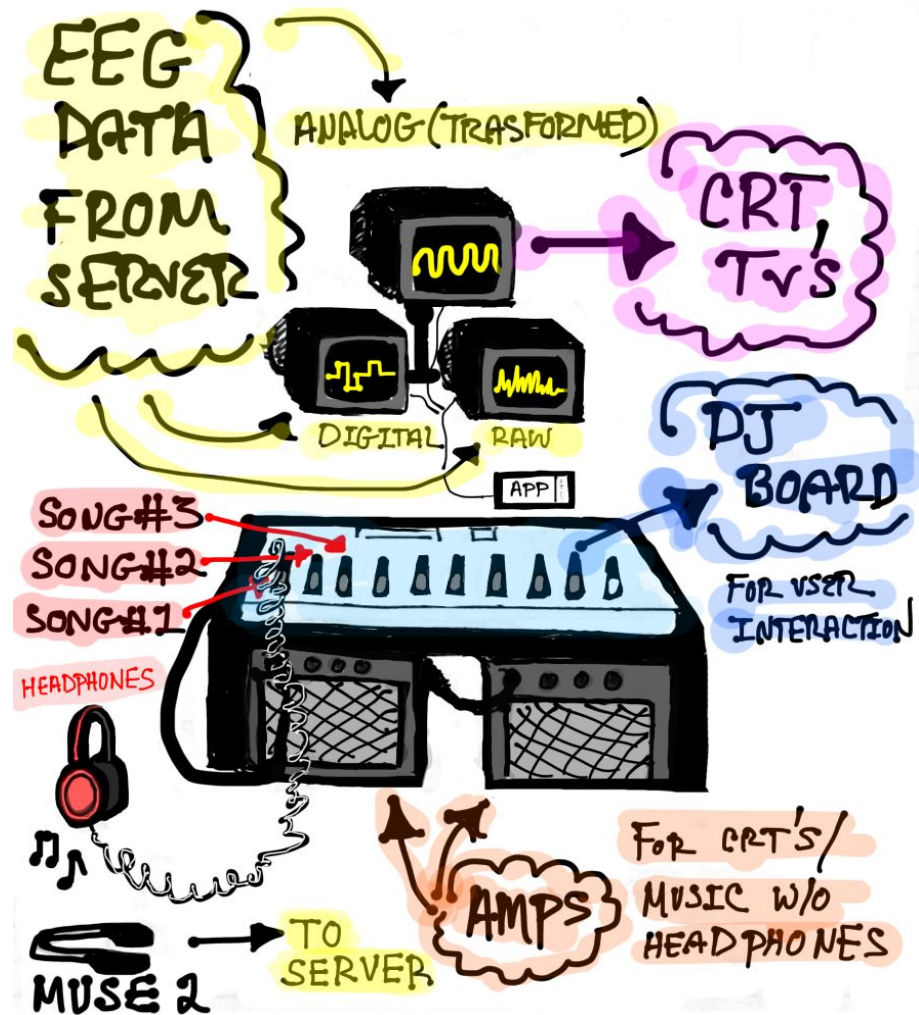 EEG
DATA
FROM
SERVER
ANALOG (TRASFORMED)
CRT,
TV'S
DIGITAL
RAW
APP
DJ
BOARD
FOR USER
INTERACTION
SONG#3
SONG#2
SONG#1
HEADPHONES
AMPS
FOR CRT'S/
MUSIC W/O
HEADPHONES
MUSE 2
TO
SERVER